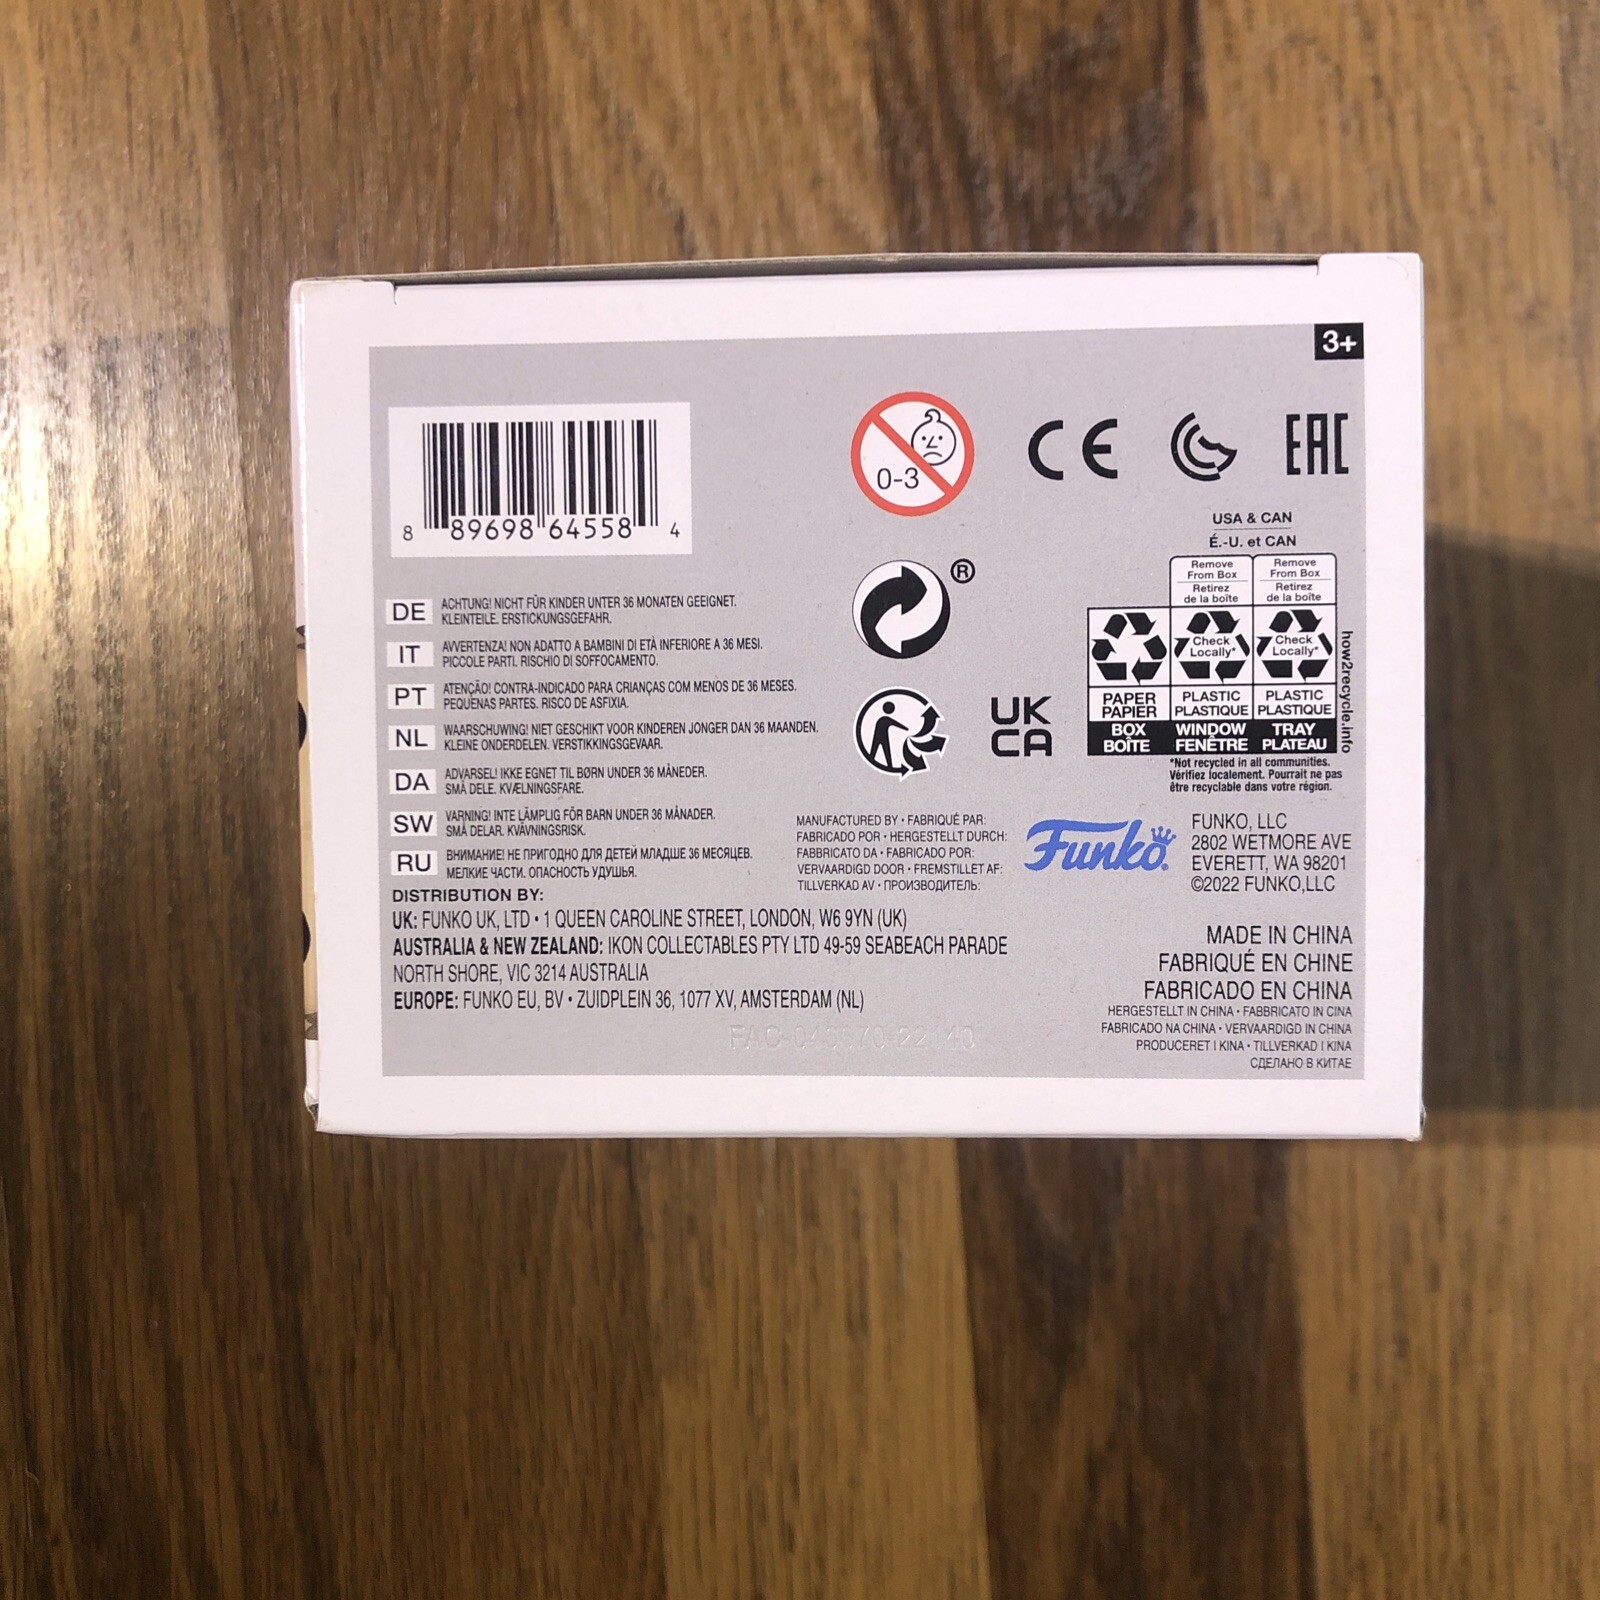 3+
8 89698 64558 4
0-3
CE
EAC
USA & CAN
É.-U. et CAN
Remove
From Box
Retirez
de la boîte
Remove
From Box
Retirez
de la boîte
Check
Locally*
Check
Locally*
PAPER
PAPIER
PLASTIC
PLASTIQUE
PLASTIC
PLASTIQUE
BOX
BOÎTE
WINDOW
FENÊTRE
TRAY
PLATEAU
how2recycle.info
*Not recycled in all communities.
Vérifiez localement. Pourrait ne pas
être recyclable dans votre région.
®
UK
CA
DE ACHTUNG! NICHT FÜR KINDER UNTER 36 MONATEN GEEIGNET.
KLEINTEILE. ERSTICKUNGSGEFAHR.
IT AVVERTENZA! NON ADATTO A BAMBINI DI ETÀ INFERIORE A 36 MESI.
PICCOLE PARTI. RISCHIO DI SOFFOCAMENTO.
PT ATENÇÃO! CONTRA-INDICADO PARA CRIANÇAS COM MENOS DE 36 MESES.
PEQUENAS PARTES. RISCO DE ASFIXIA.
NL WAARSCHUWING! NIET GESCHIKT VOOR KINDEREN JONGER DAN 36 MAANDEN.
KLEINE ONDERDELEN. VERSTIKKINGSGEVAAR.
DA ADVARSEL! IKKE EGNET TIL BØRN UNDER 36 MÅNEDER.
SMÅ DELE. KVÆLNINGSFARE.
SW VARNING! INTE LÄMPLIG FÖR BARN UNDER 36 MÅNADER.
SMÅ DELAR. KVÄVNINGSRISK.
RU ВНИМАНИЕ! НЕ ПРИГОДНО ДЛЯ ДЕТЕЙ МЛАДШЕ 36 МЕСЯЦЕВ.
МЕЛКИЕ ЧАСТИ. ОПАСНОСТЬ УДУШЬЯ.
MANUFACTURED BY • FABRIQUÉ PAR:
FABRICADO POR • HERGESTELLT DURCH:
FABBRICATO DA • FABRICADO POR:
VERVAARDIGD DOOR • FREMSTILLET AF:
TILLVERKAD AV • ПРОИЗВОДИТЕЛЬ:
Funko
FUNKO, LLC
2802 WETMORE AVE
EVERETT, WA 98201
©2022 FUNKO,LLC
DISTRIBUTION BY:
UK: FUNKO UK, LTD • 1 QUEEN CAROLINE STREET, LONDON, W6 9YN (UK)
AUSTRALIA & NEW ZEALAND: IKON COLLECTABLES PTY LTD 49-59 SEABEACH PARADE
NORTH SHORE, VIC 3214 AUSTRALIA
EUROPE: FUNKO EU, BV • ZUIDPLEIN 36, 1077 XV, AMSTERDAM (NL)
MADE IN CHINA
FABRIQUÉ EN CHINE
FABRICADO EN CHINA
HERGESTELLT IN CHINA • FABBRICATO IN CINA
FABRICADO NA CHINA • VERVAARDIGD IN CHINA
PRODUCERET I KINA • TILLVERKAD I KINA
СДЕЛАНО В КИТАЕ